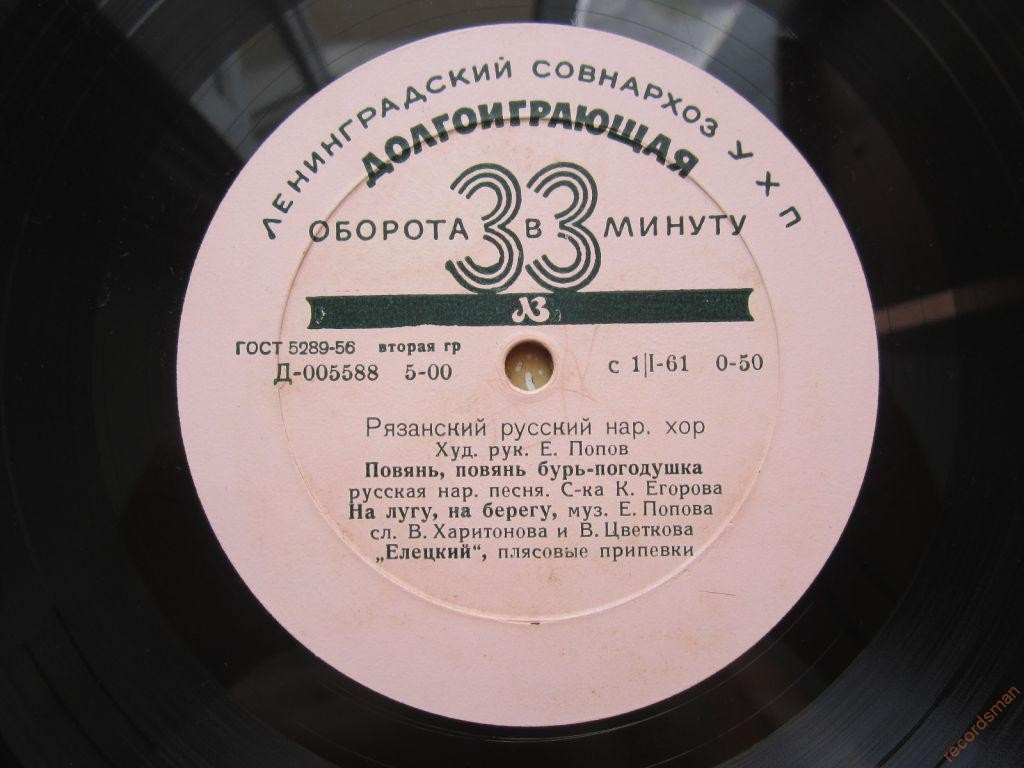 ЛЕНИНГРАДСКИЙ СОВНАРХОЗ УХП
ДОЛГОИГРАЮЩАЯ
ОБОРОТА 33 В МИНУТУ
ЛЗ
ГОСТ 5289-56 вторая гр
Д-005588 5-00 с 1|I-61 0-50
Рязанский русский нар. хор
Худ. рук. Е. Попов
Повянь, повянь бурь-погодушка
русская нар. песня. С-ка К. Егорова
На лугу, на берегу, муз. Е. Попова
сл. В. Харитонова и В. Цветкова
„Елецкий“, плясовые припевки
recordsman